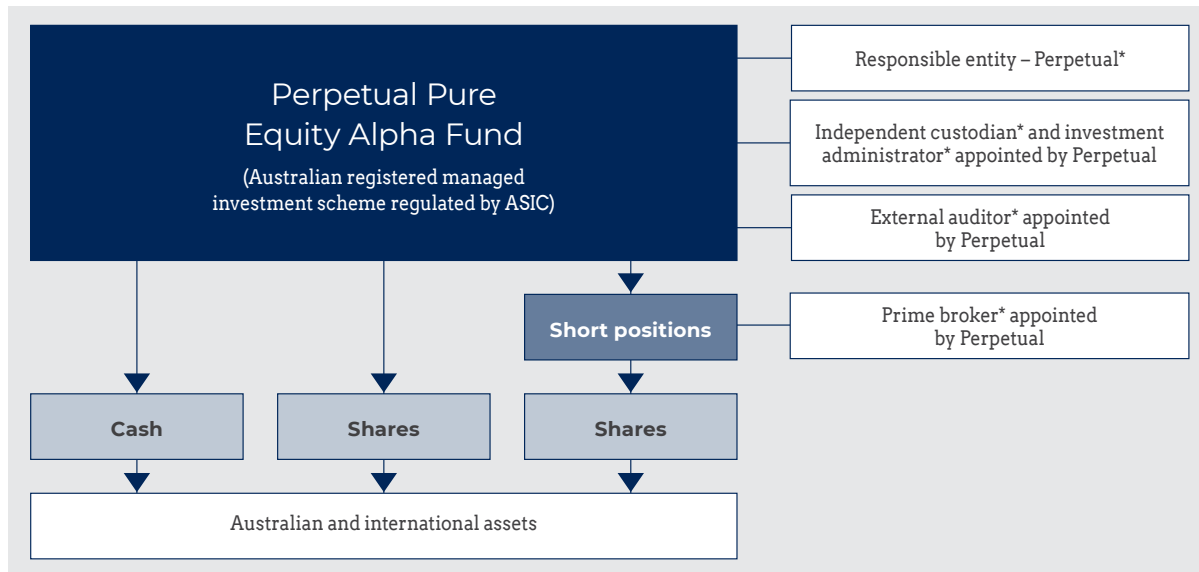 Perpetual Pure
Equity Alpha Fund
(Australian registered managed
investment scheme regulated by ASIC)
Responsible entity – Perpetual*
Independent custodian* and investment
administrator* appointed by Perpetual
External auditor* appointed
by Perpetual
Short positions
Prime broker* appointed
by Perpetual
Cash
Shares
Shares
Australian and international assets